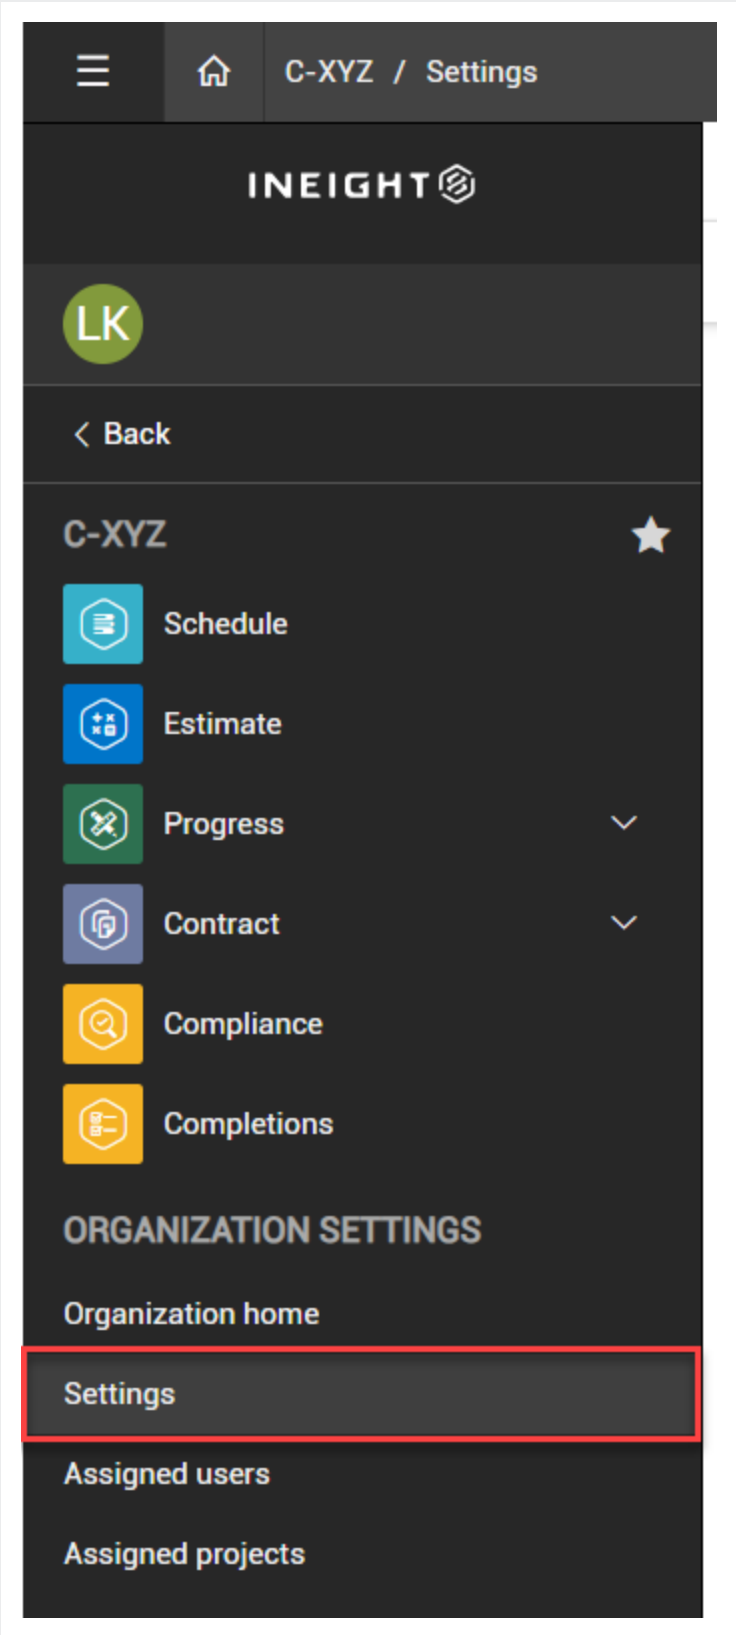 C-XYZ / Settings
INEIGHT
LK
Back
C-XYZ
Schedule
Estimate
Progress
Contract
Compliance
Completions
ORGANIZATION SETTINGS
Organization home
Settings
Assigned users
Assigned projects